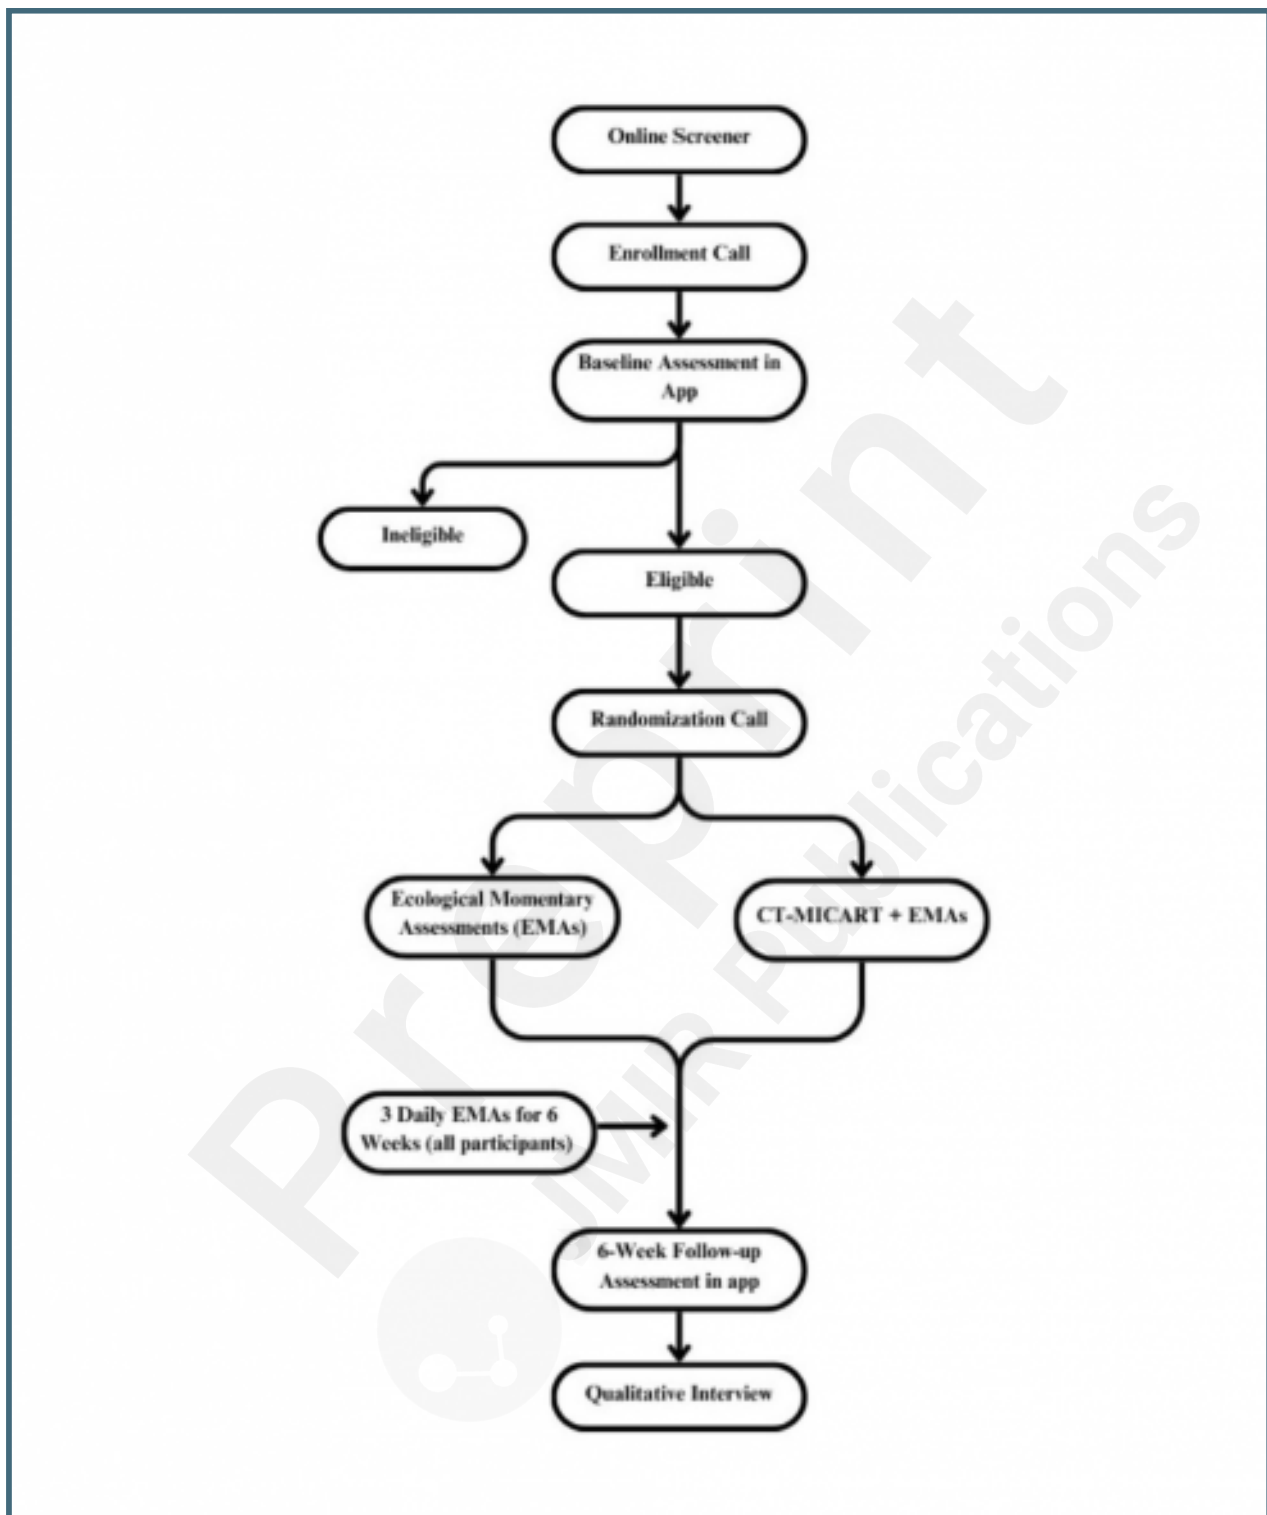 Online Screener
Enrollment Call
Baseline Assessment in
App
Ineligible
Eligible
Randomization Call
Ecological Momentary
Assessments (EMAs)
CT-MICART + EMAs
3 Daily EMAs for 6
Weeks (all participants)
6-Week Follow-up
Assessment in app
Qualitative Interview
Preprint
JMIR Publications